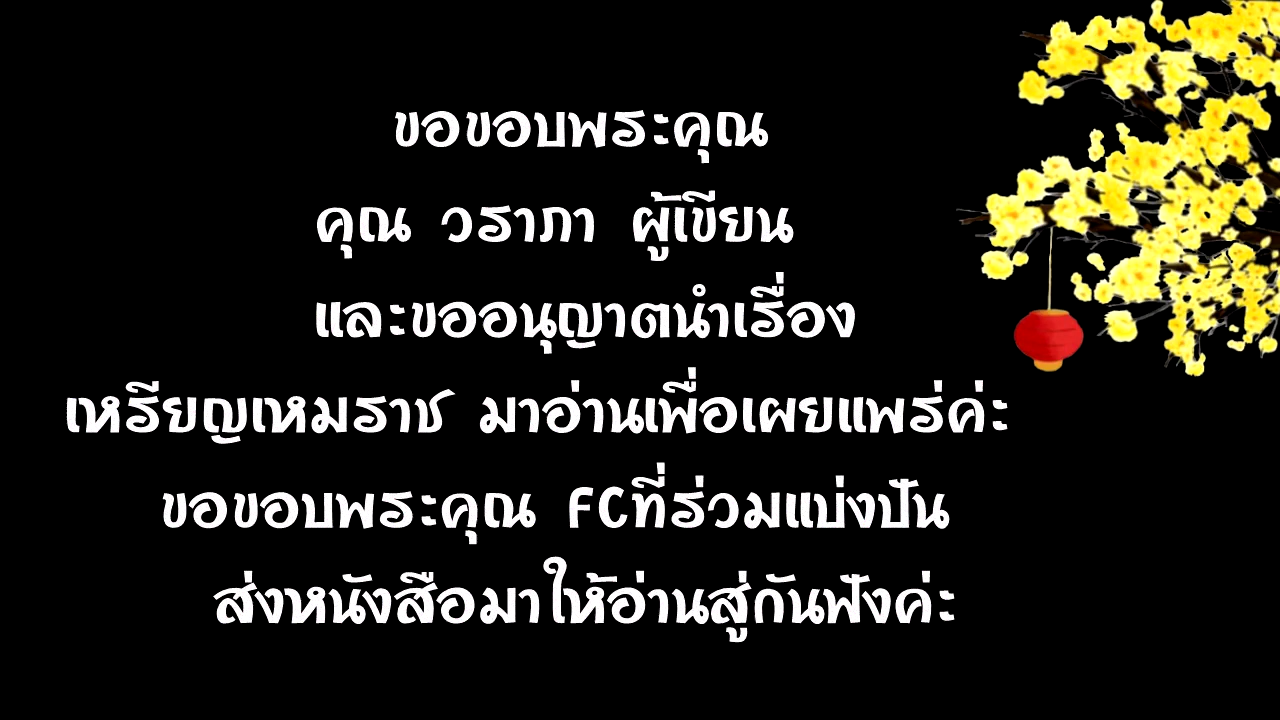 ขอขอบพระคุณ
คุณ วราภา ผู้เขียน
และขออนุญาตนำเรื่อง
เหรียญเหมราช มาอ่านเพื่อเผยแพร่ค่ะ
ขอขอบพระคุณ FCที่ร่วมแบ่งปัน
ส่งหนังสือมาให้อ่านสู่กันฟังค่ะ